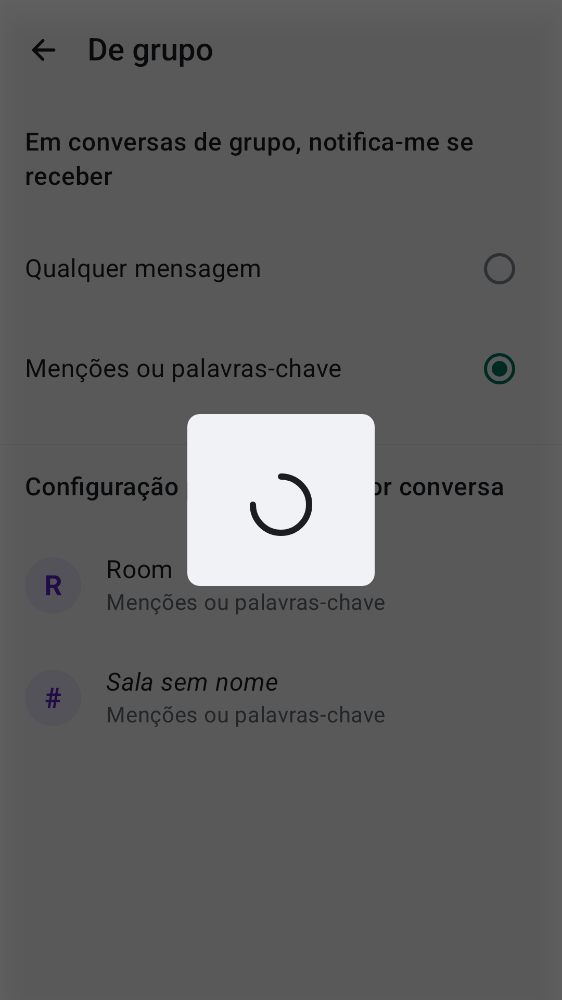 De grupo
Em conversas de grupo, notifica-me se
receber
Qualquer mensagem
Menções ou palavras-chave
Configuração or conversa
R
Room
Menções ou palavras-chave
#
Sala sem nome
Menções ou palavras-chave